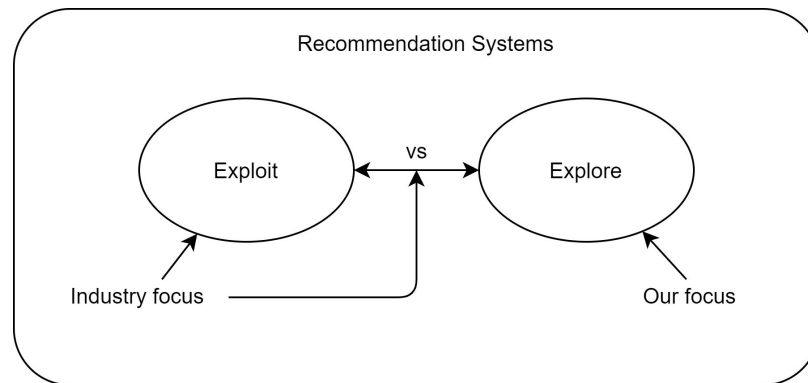 Recommendation Systems
vs
Exploit
Explore
Industry focus
Our focus